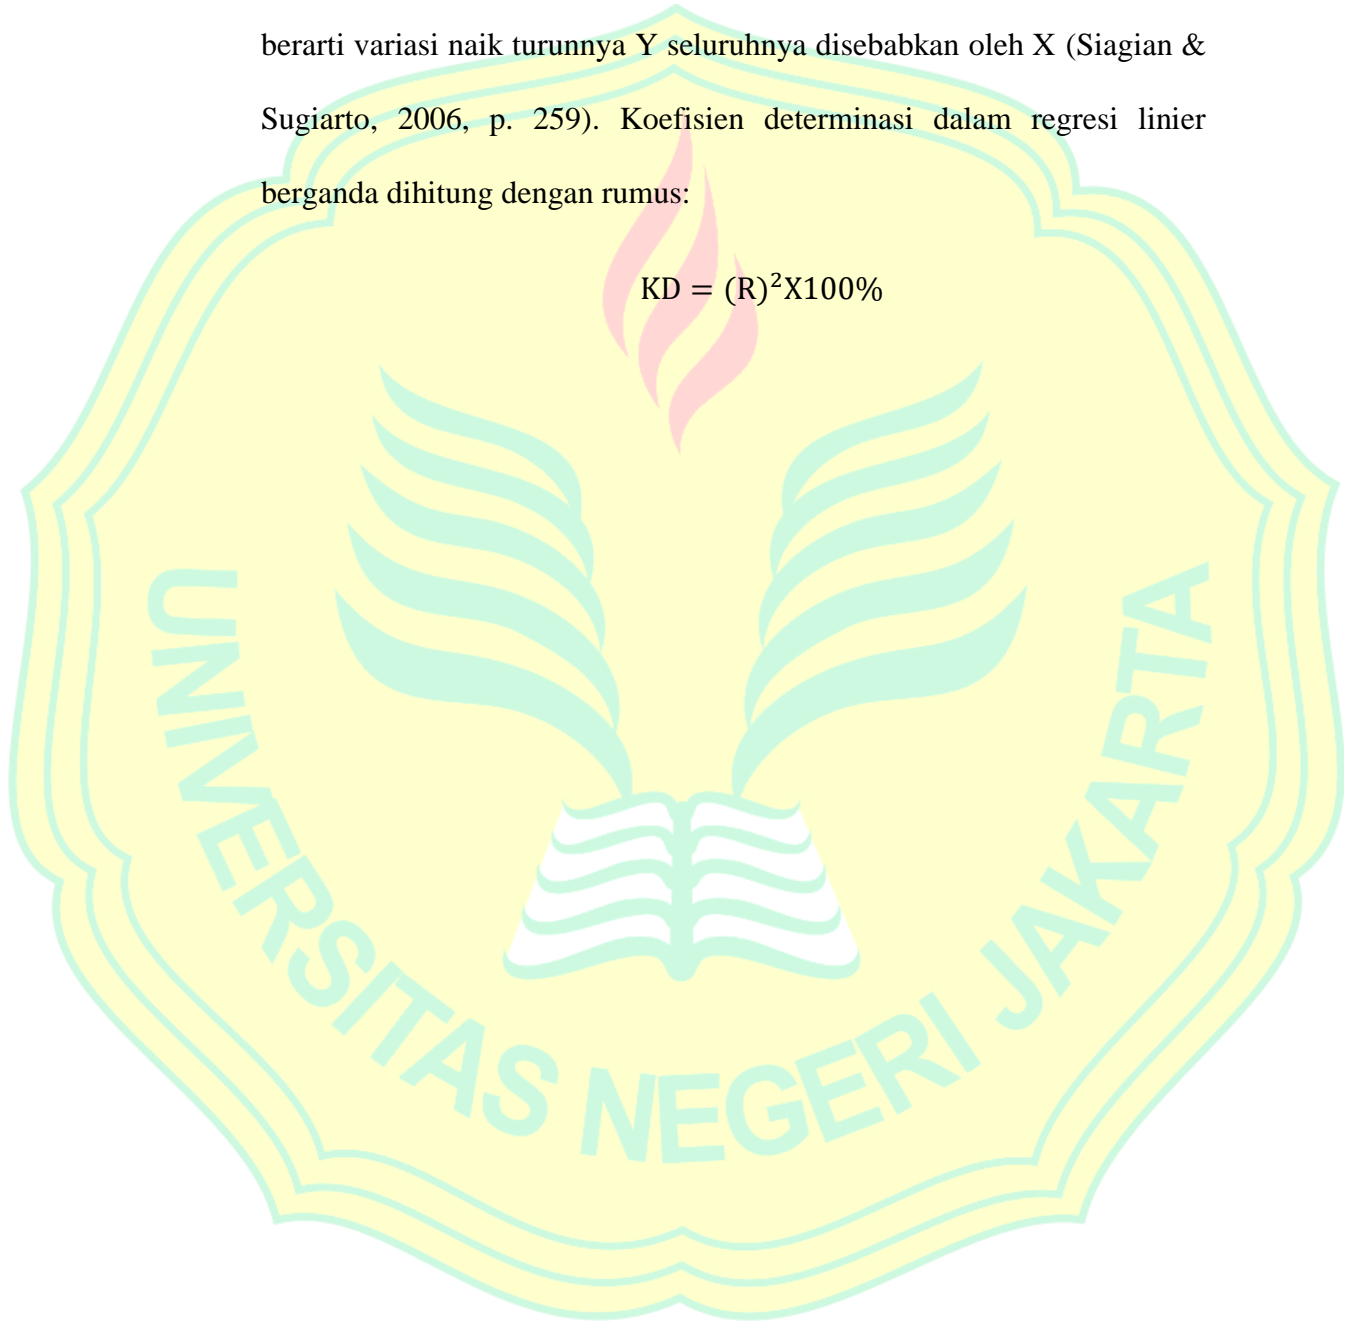 berarti variasi naik turunnya Y seluruhnya disebabkan oleh X (Siagian &
Sugiarto, 2006, p. 259). Koefisien determinasi dalam regresi linier
berganda dihitung dengan rumus:
KD = (R)²X100%
UNIVERSITAS NEGERI JAKARTA